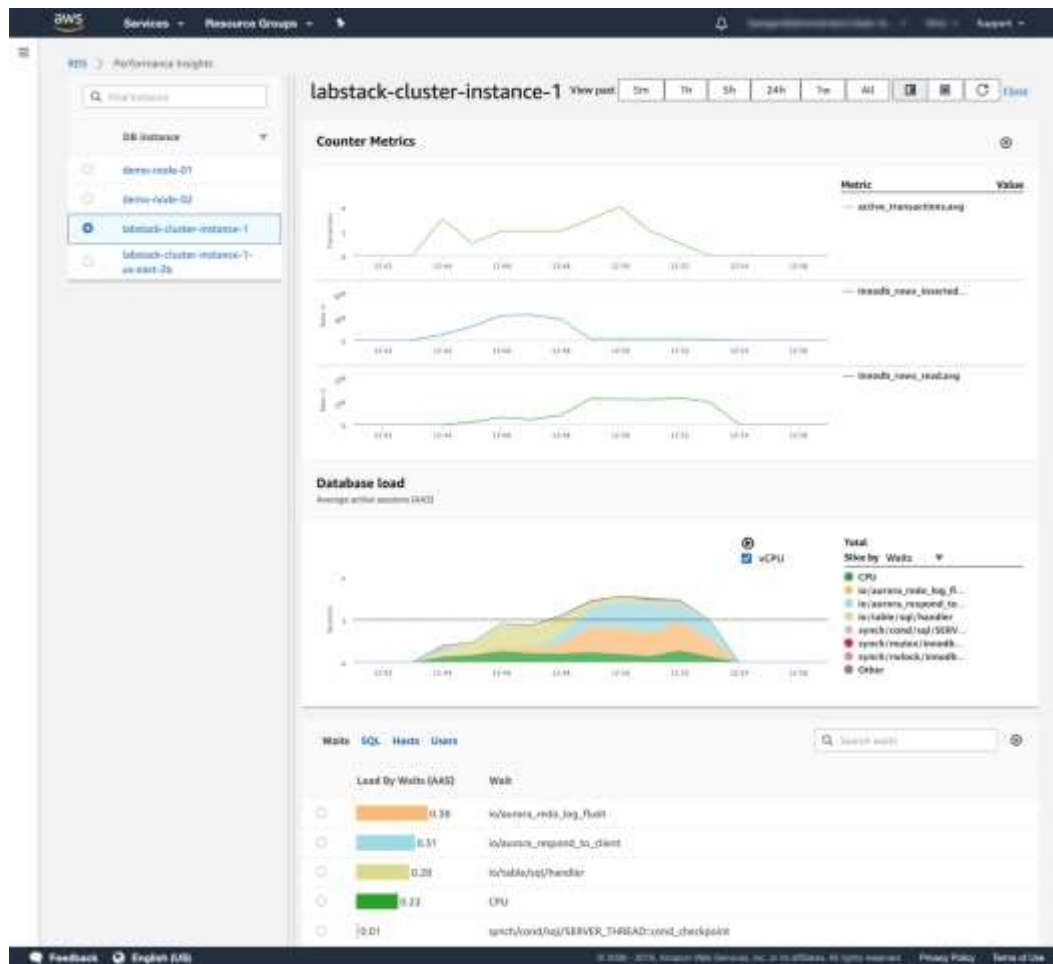 aws
Services
Resource Groups
Support
RDS
Performance Insights
Find instance
DB instance
demo-node-01
demo-node-02
labstack-cluster-instance-1
labstack-cluster-instance-1-
us-east-2b
labstack-cluster-instance-1
View past
5m
1h
5h
24h
1w
All
Close
Counter Metrics
Metric
Value
active_transactions.avg
innodb_rows_inserted...
innodb_rows_read.avg
Database load
Average active sessions (AAS)
vCPU
Total
Slice by Waits
CPU
io/aurora_redo_log_fl...
io/aurora_respond_to...
io/table/sql/handler
synch/cond/sql/SERV...
synch/mutex/innodb...
synch/rwlock/innodb...
Other
Waits
SQL
Hosts
Users
Search waits
Load By Waits (AAS)
Wait
0.38
io/aurora_redo_log_flush
0.31
io/aurora_respond_to_client
0.28
io/table/sql/handler
CPU
0.01
synch/cond/sql/SERVER_THREAD::cond_checkpoint
Feedback
English (US)
Privacy Policy
Terms of Use